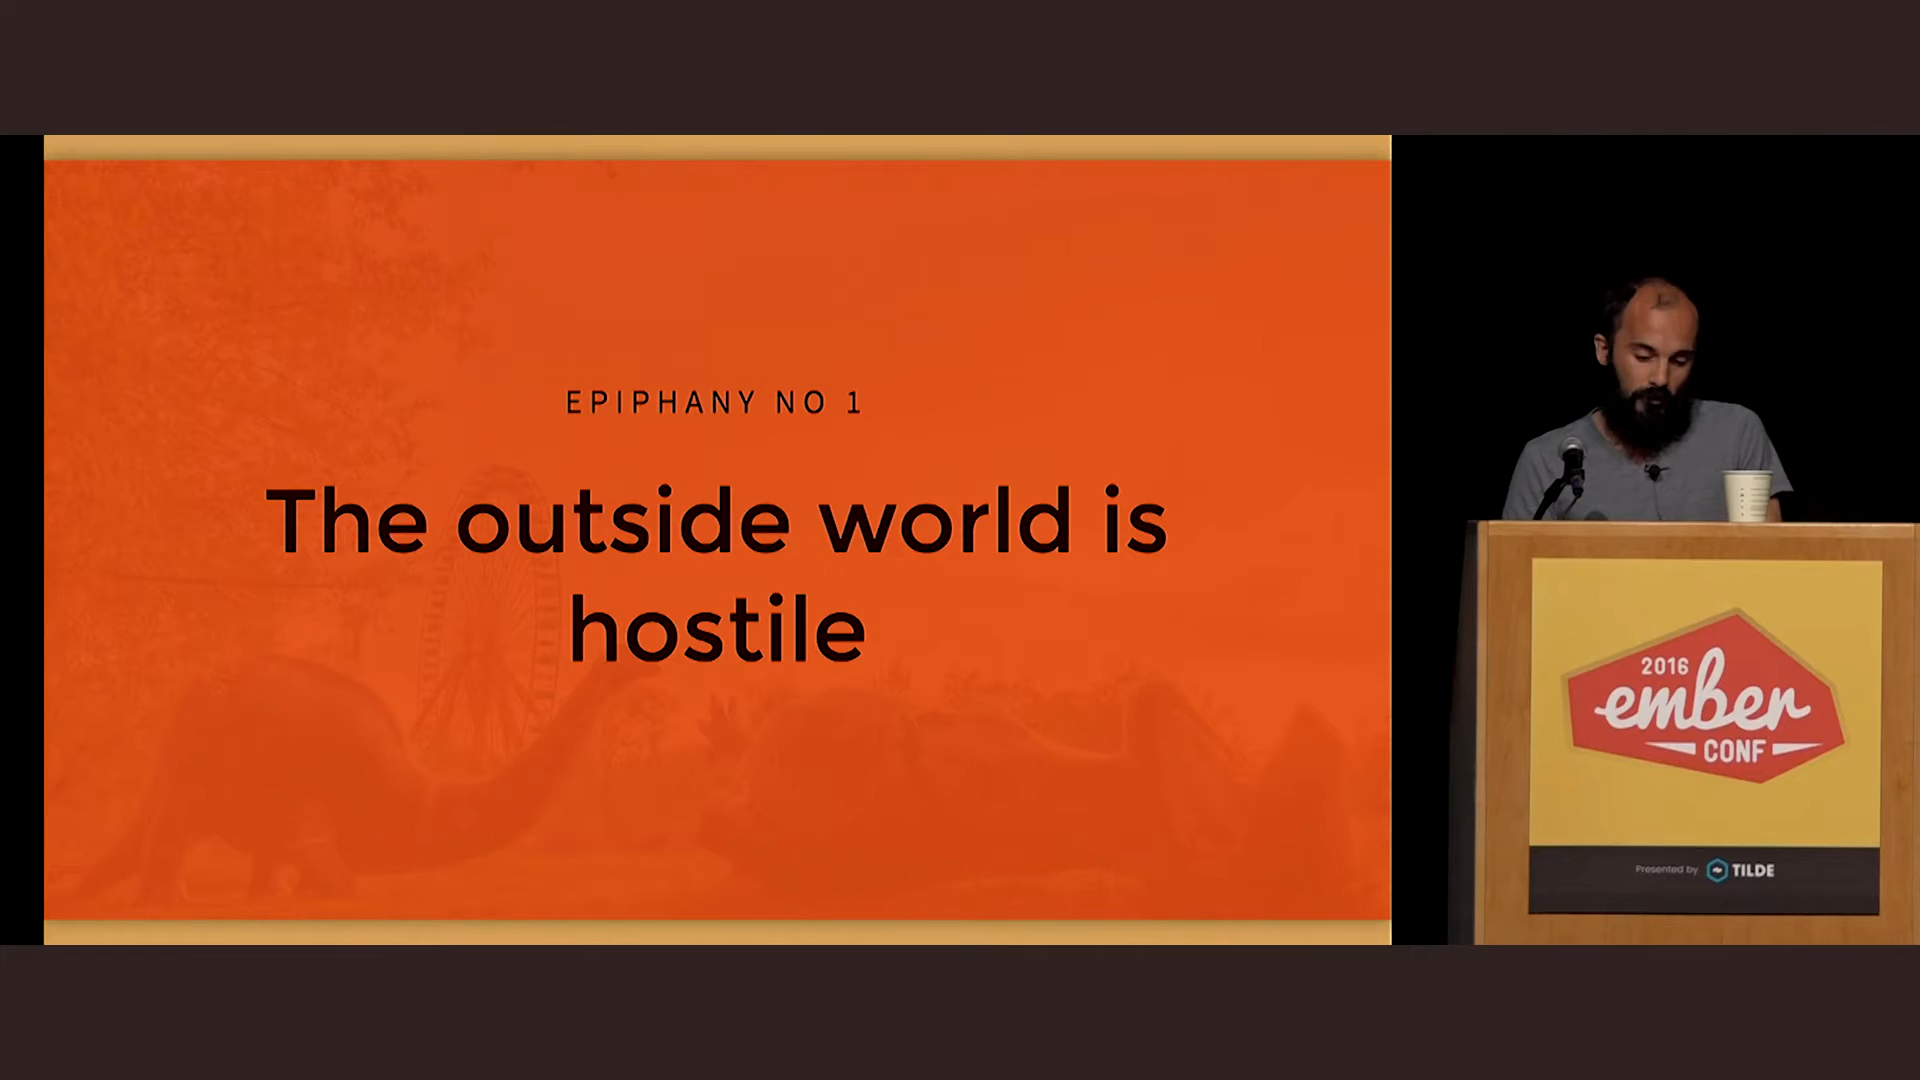 EPIPHANY NO 1
The outside world is
hostile
2016
ember
CONF
Presented by TILDE